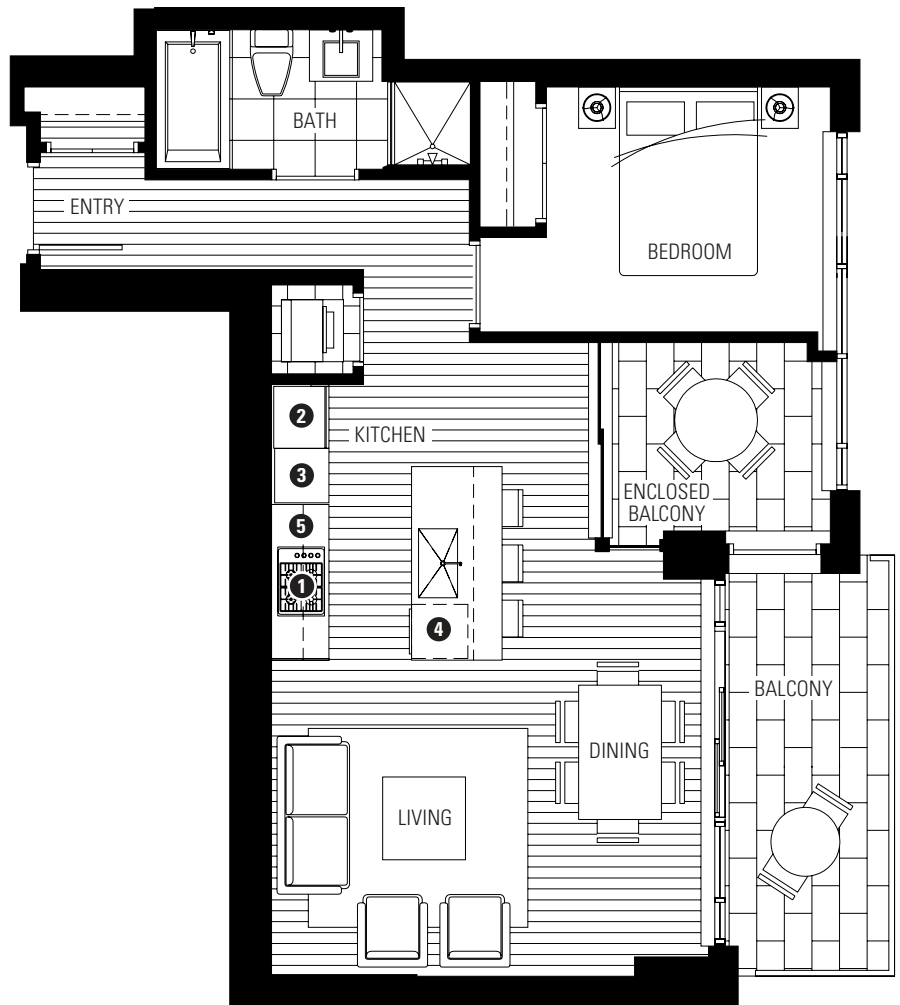 BATH
ENTRY
BEDROOM
2
KITCHEN
3
ENCLOSED
BALCONY
5
1
4
BALCONY
DINING
LIVING